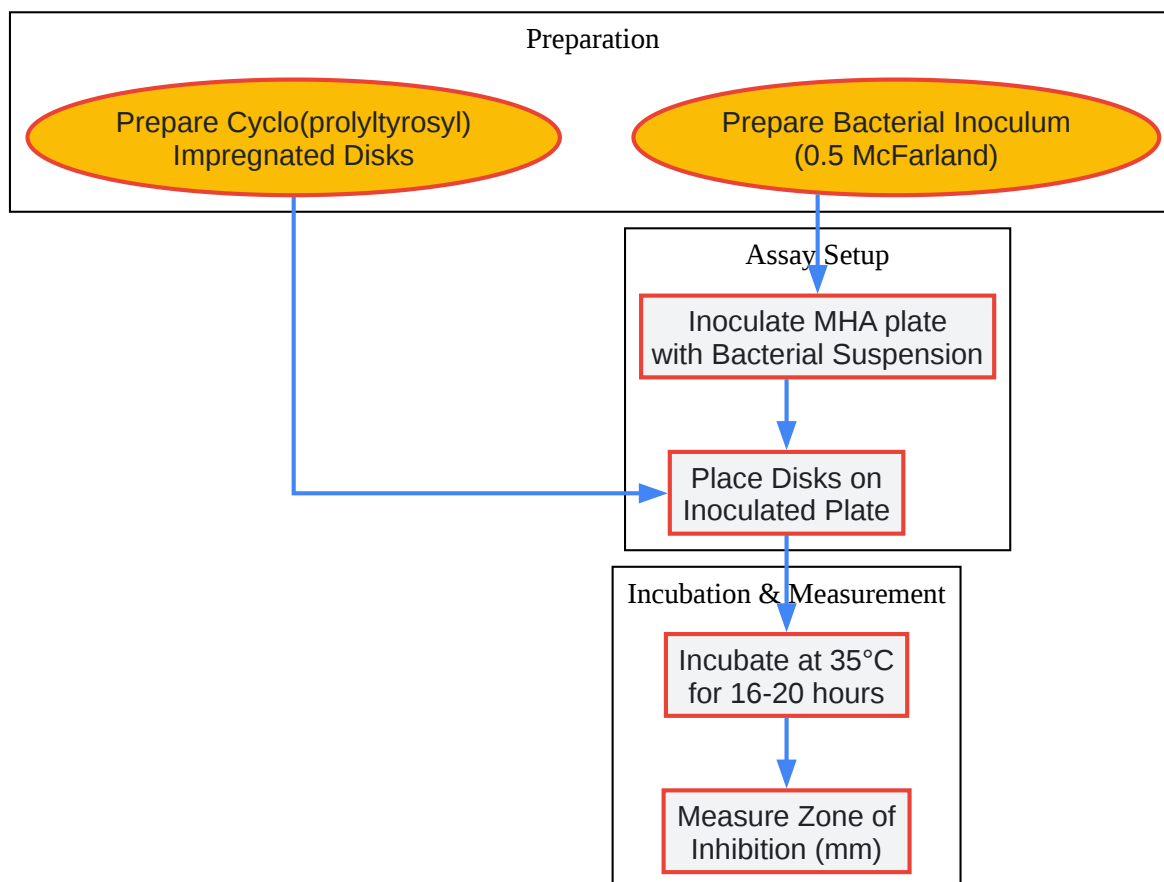 Preparation
Prepare Cyclo(prolyltyrosyl)
Impregnated Disks
Prepare Bacterial Inoculum
(0.5 McFarland)
Assay Setup
Inoculate MHA plate
with Bacterial Suspension
Place Disks on
Inoculated Plate
Incubation & Measurement
Incubate at 35°C
for 16-20 hours
Measure Zone of
Inhibition (mm)